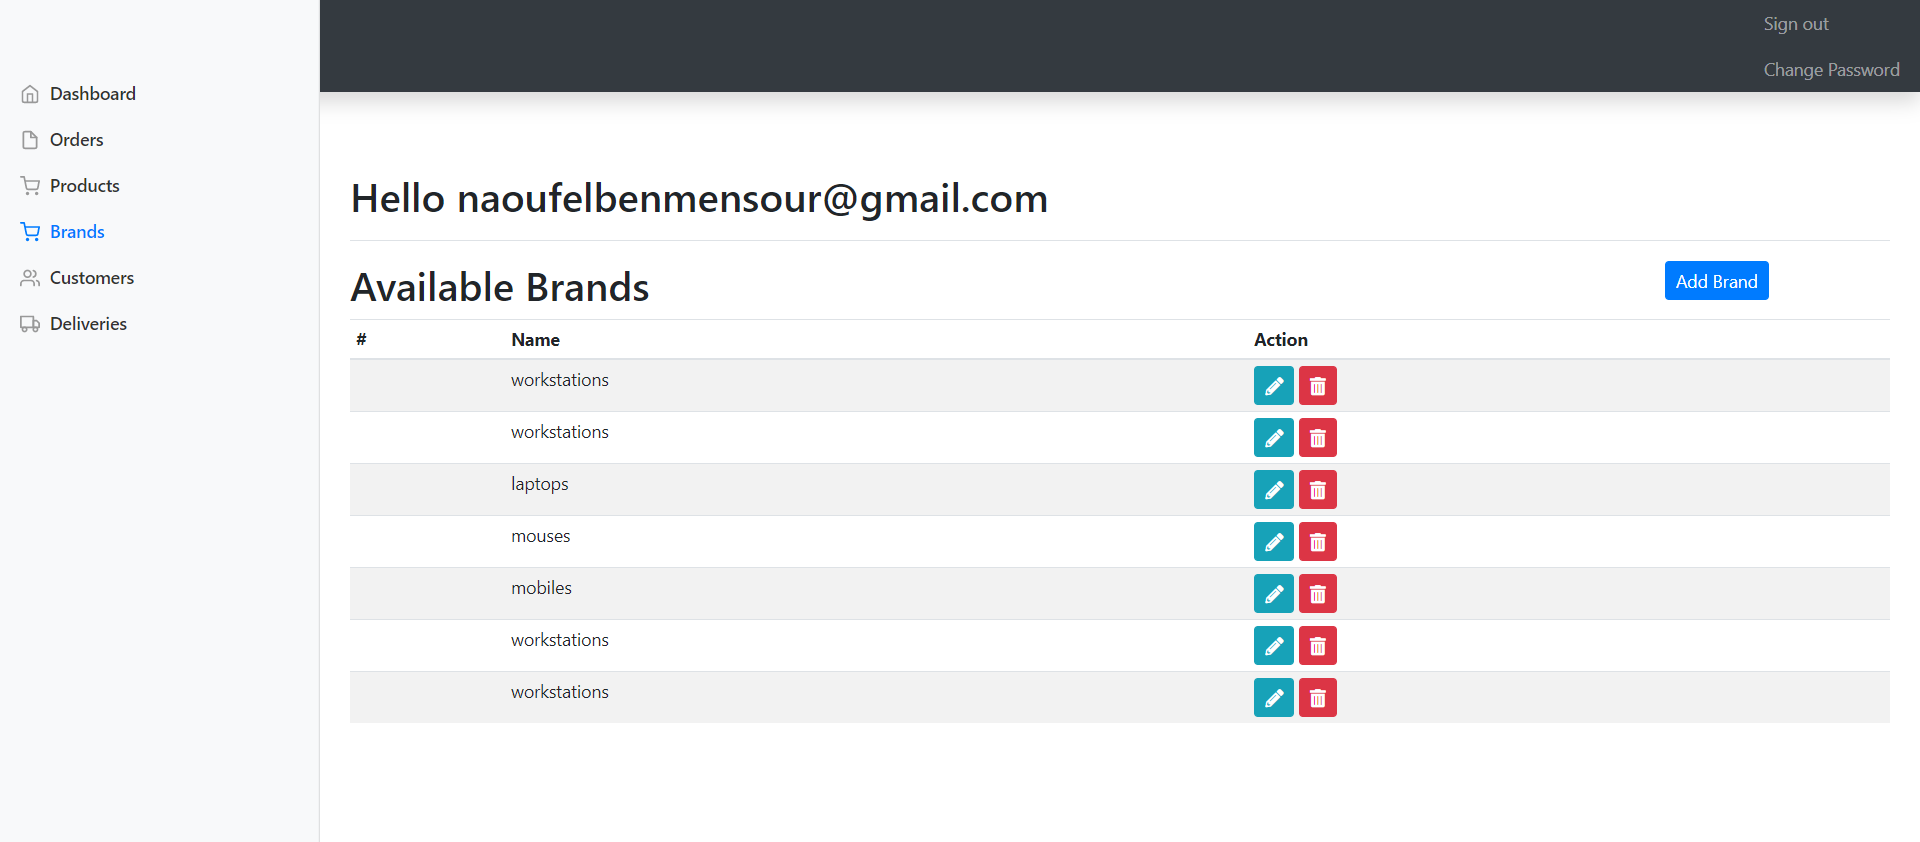 Sign out
Change Password
Dashboard
Orders
Products
Brands
Customers
Deliveries
Hello naoufelbenmensour@gmail.com
Available Brands
Add Brand
# Name Action
workstations
workstations
laptops
mouses
mobiles
workstations
workstations